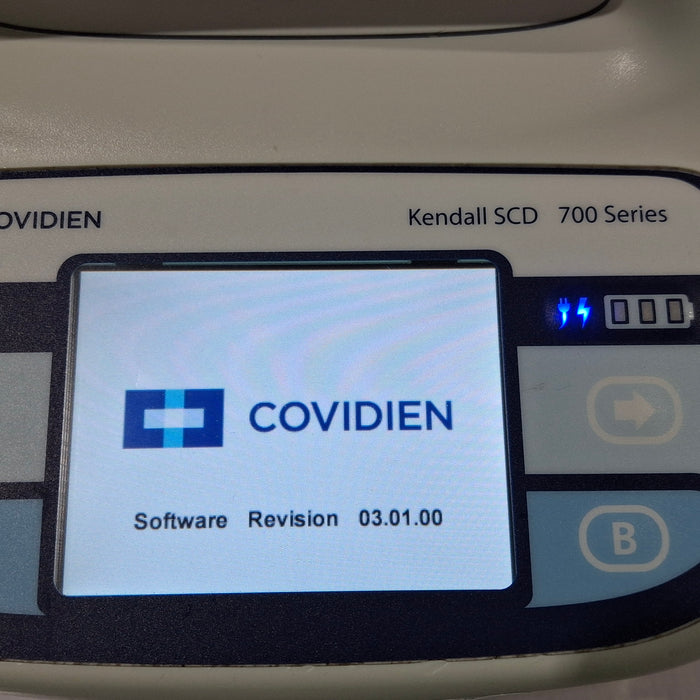 OVIDIEN
Kendall SCD 700 Series
COVIDIEN
Software Revision 03.01.00
B